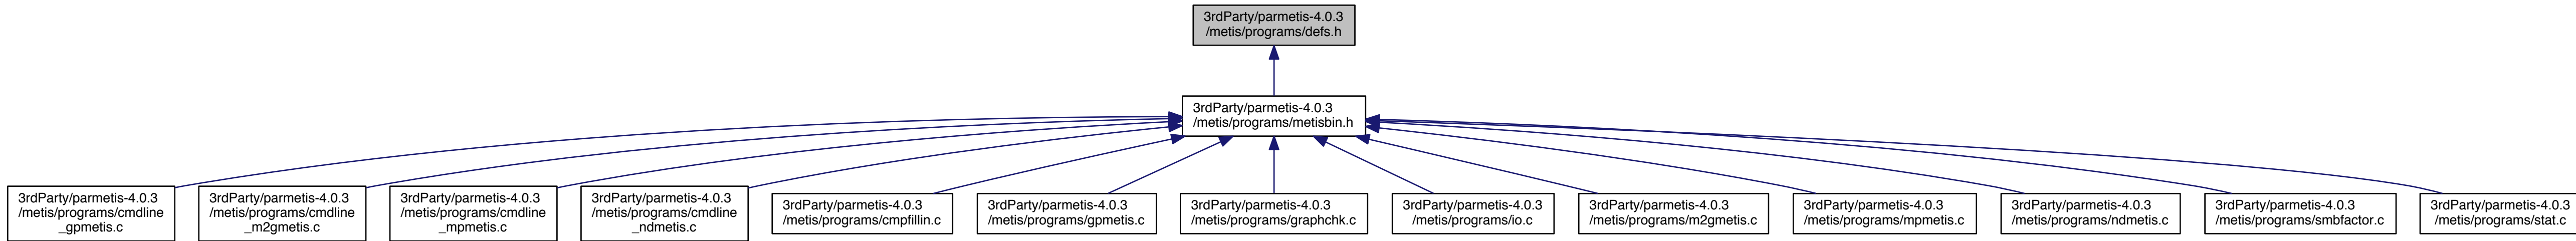 3rdParty/parmetis-4.0.3
/metis/programs/defs.h
3rdParty/parmetis-4.0.3
/metis/programs/metisbin.h
3rdParty/parmetis-4.0.3
/metis/programs/cmdline
_gpmetis.c
3rdParty/parmetis-4.0.3
/metis/programs/cmdline
_m2gmetis.c
3rdParty/parmetis-4.0.3
/metis/programs/cmdline
_mpmetis.c
3rdParty/parmetis-4.0.3
/metis/programs/cmdline
_ndmetis.c
3rdParty/parmetis-4.0.3
/metis/programs/cmpfillin.c
3rdParty/parmetis-4.0.3
/metis/programs/gpmetis.c
3rdParty/parmetis-4.0.3
/metis/programs/graphchk.c
3rdParty/parmetis-4.0.3
/metis/programs/io.c
3rdParty/parmetis-4.0.3
/metis/programs/m2gmetis.c
3rdParty/parmetis-4.0.3
/metis/programs/mpmetis.c
3rdParty/parmetis-4.0.3
/metis/programs/ndmetis.c
3rdParty/parmetis-4.0.3
/metis/programs/smbfactor.c
3rdParty/parmetis-4.0.3
/metis/programs/stat.c